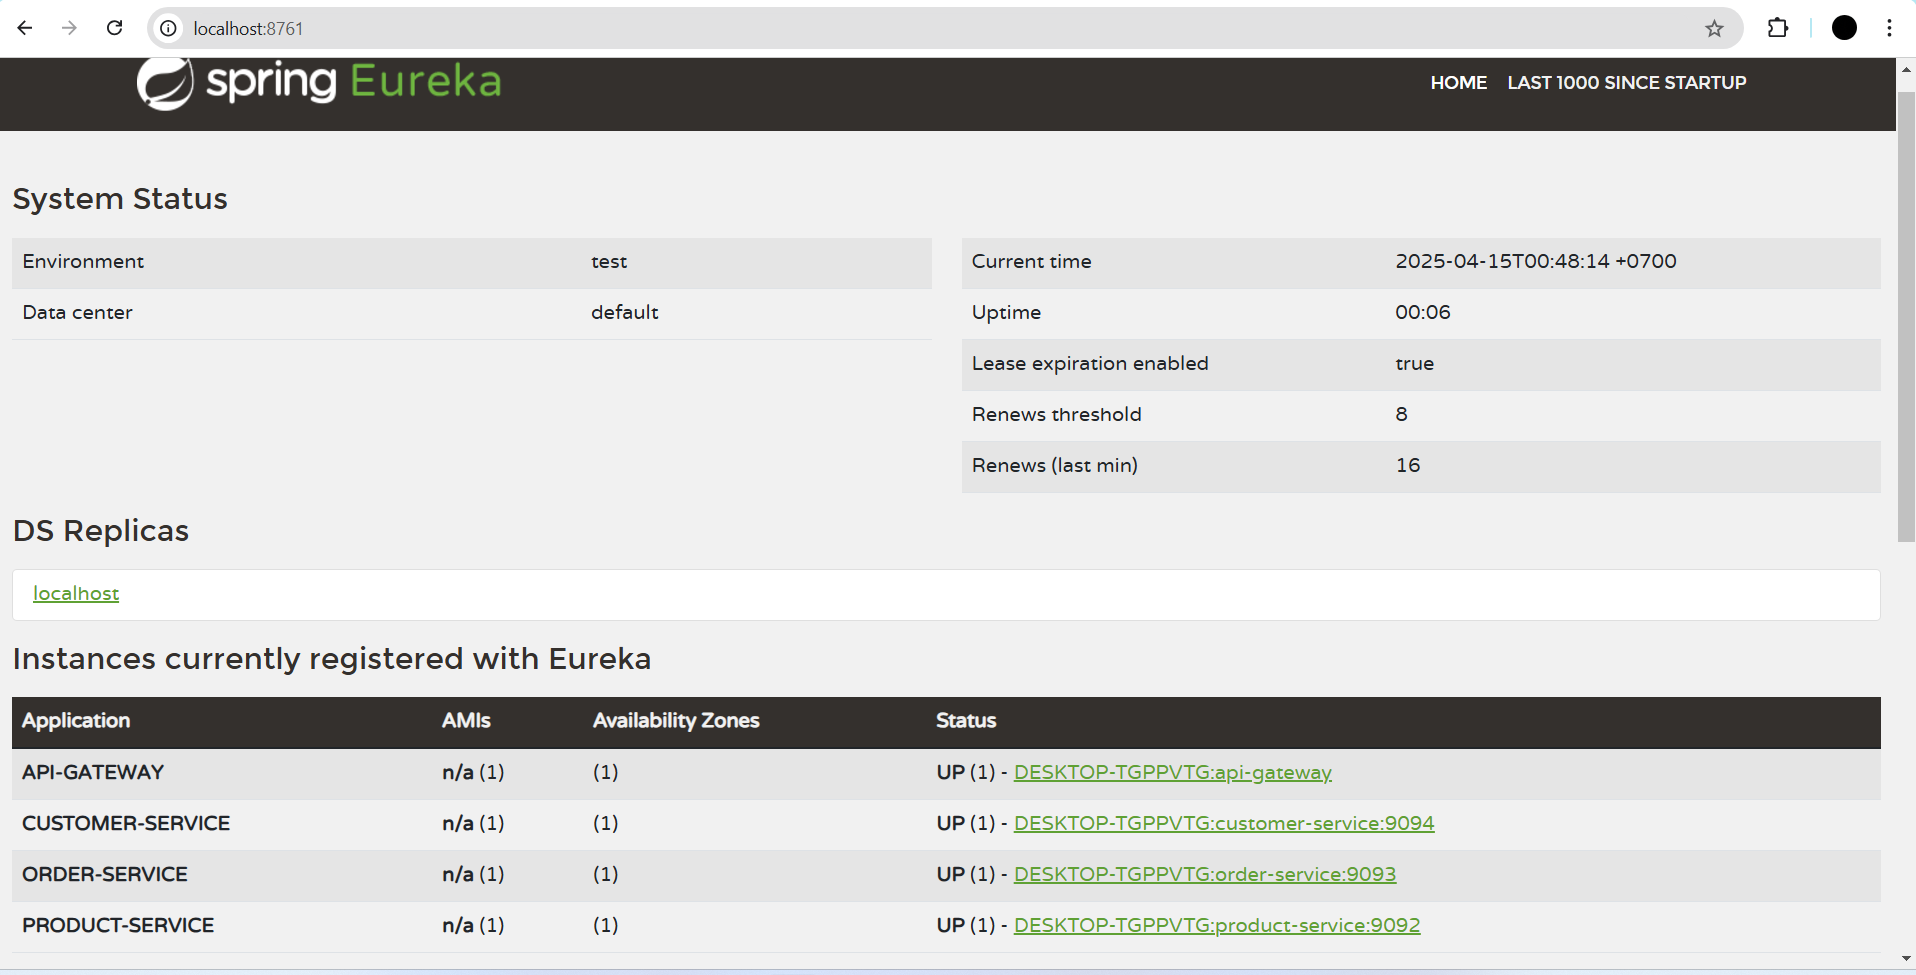 localhost:8761
spring Eureka
HOME LAST 1000 SINCE STARTUP
System Status
Environment test
Data center default
Current time 2025-04-15T00:48:14 +0700
Uptime 00:06
Lease expiration enabled true
Renews threshold 8
Renews (last min) 16
DS Replicas
localhost
Instances currently registered with Eureka
Application AMIs Availability Zones Status
API-GATEWAY n/a (1) (1) UP (1) - DESKTOP-TGPPVTG:api-gateway
CUSTOMER-SERVICE n/a (1) (1) UP (1) - DESKTOP-TGPPVTG:customer-service:9094
ORDER-SERVICE n/a (1) (1) UP (1) - DESKTOP-TGPPVTG:order-service:9093
PRODUCT-SERVICE n/a (1) (1) UP (1) - DESKTOP-TGPPVTG:product-service:9092